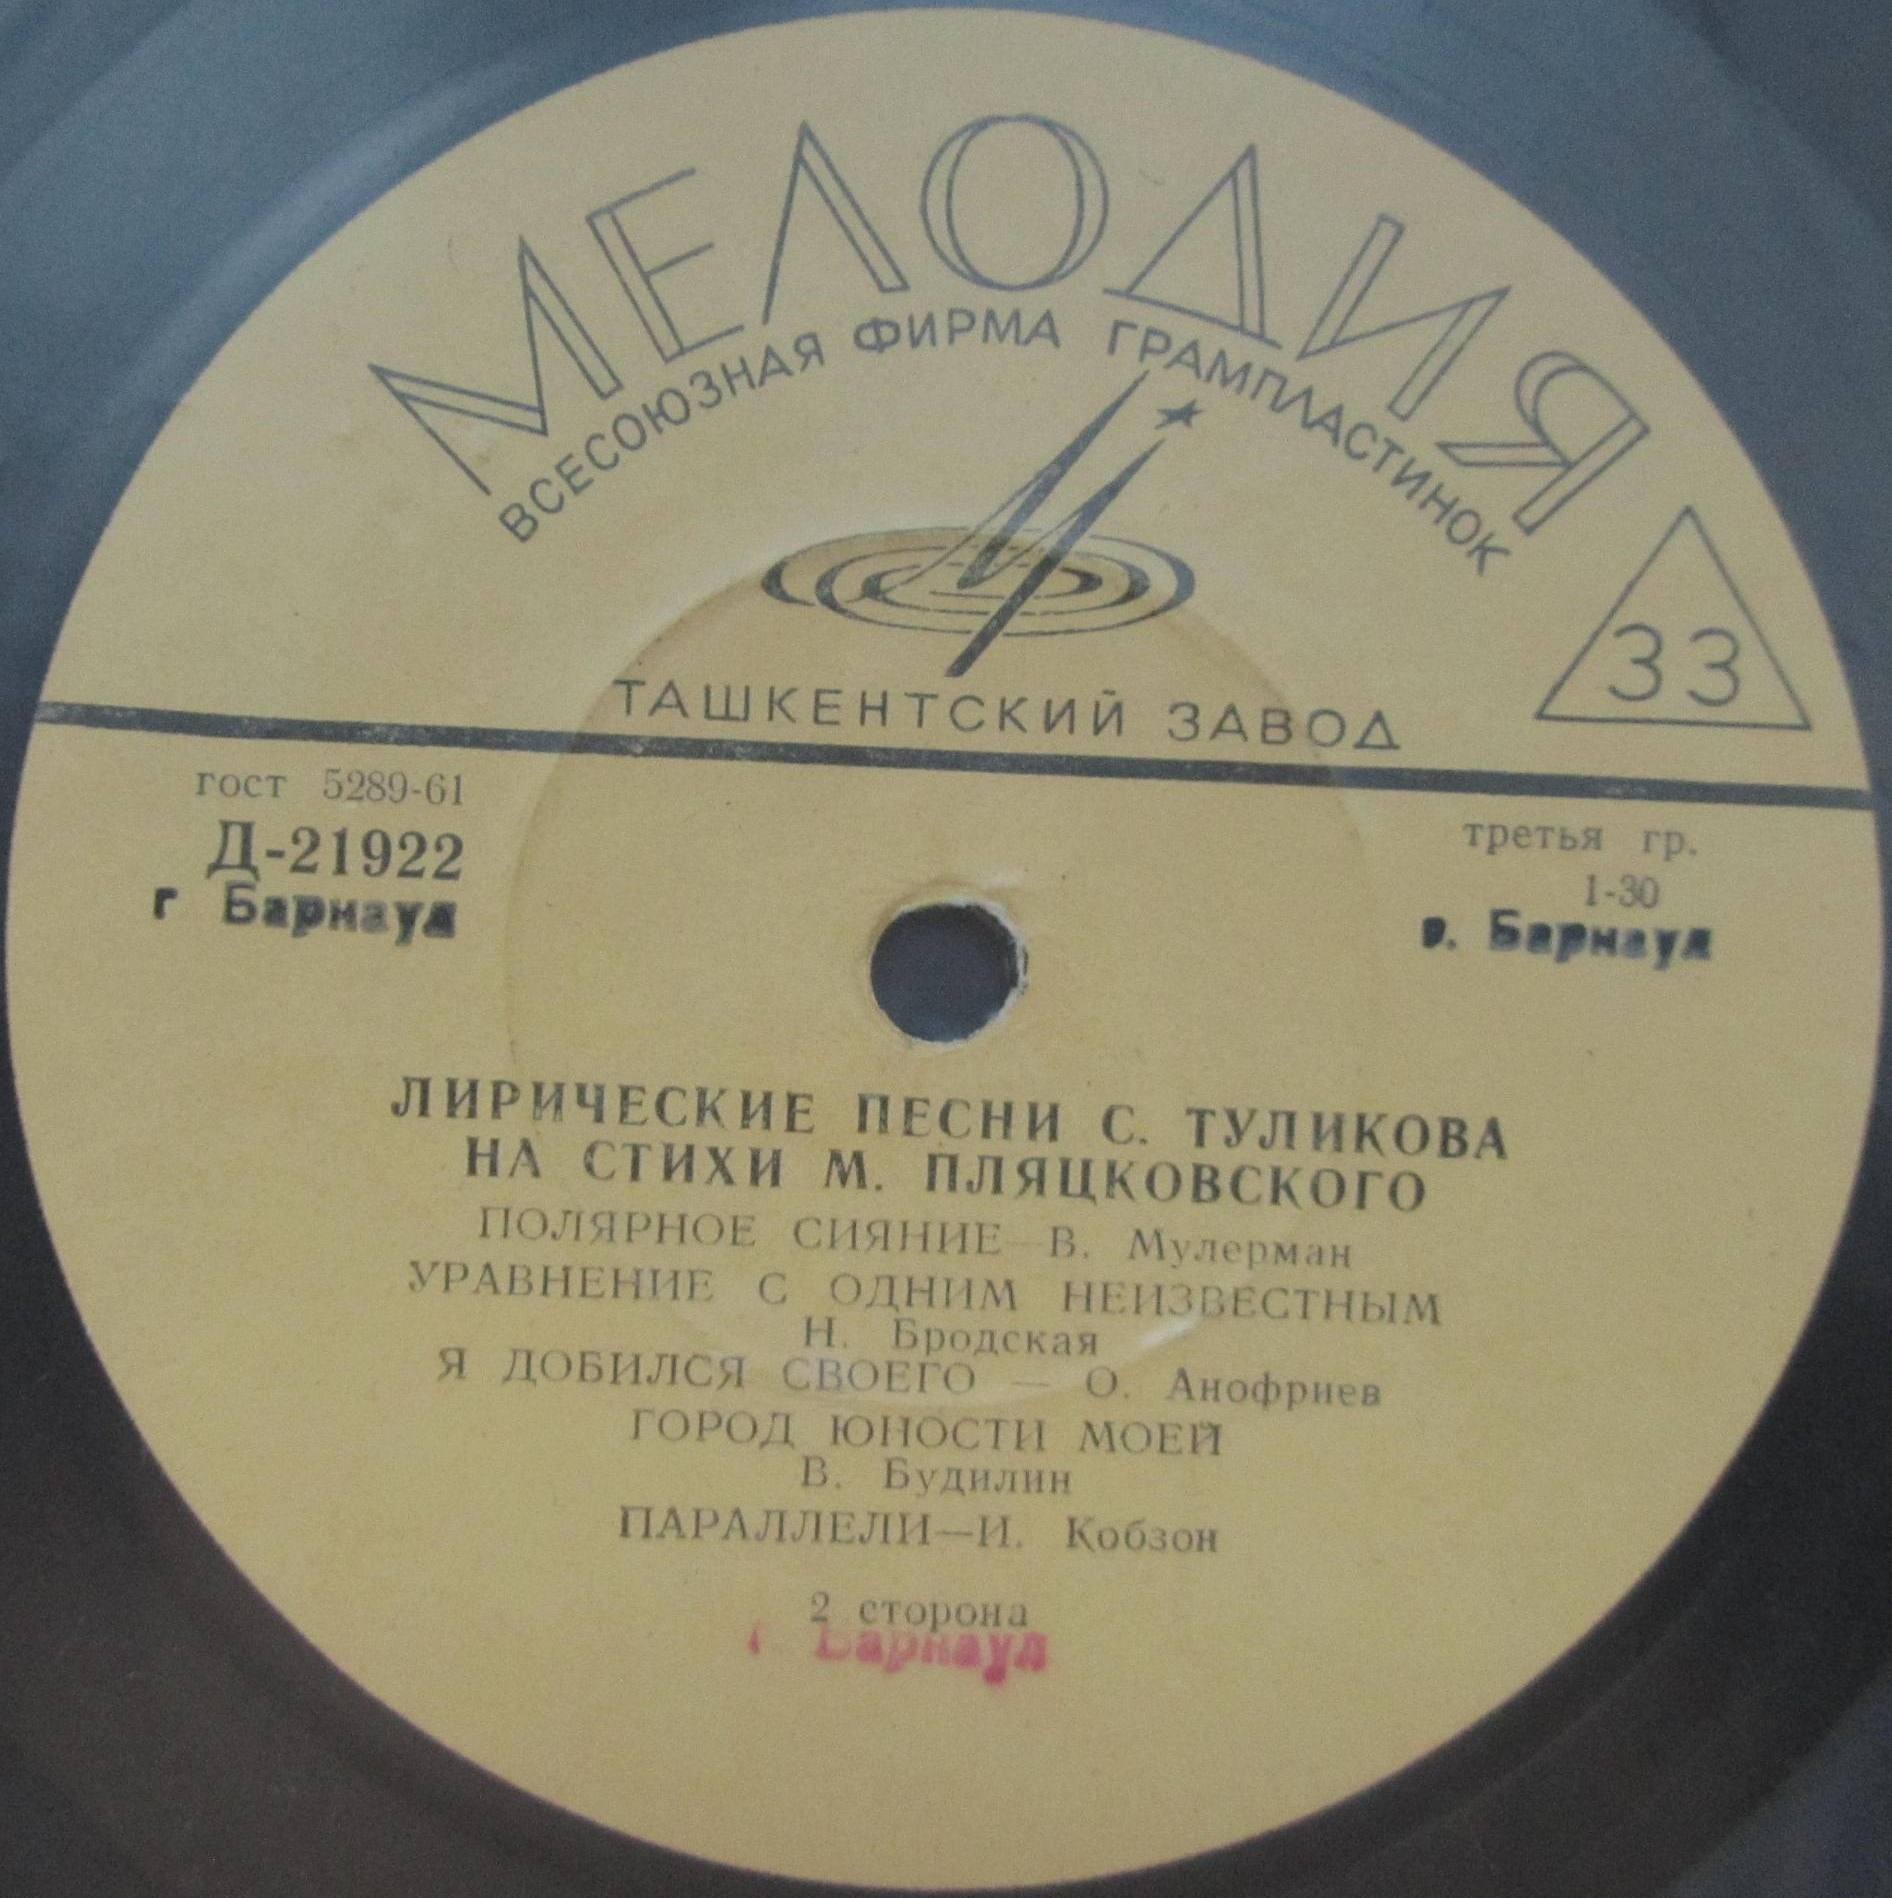 МЕЛОДИЯ
ВСЕСОЮЗНАЯ ФИРМА ГРАМПЛАСТИНОК
33
ТАШКЕНТСКИЙ ЗАВОД
гост 5289-61
Д-21922
г Барнаул
третья гр.
1-30
г. Барнаул
ЛИРИЧЕСКИЕ ПЕСНИ С. ТУЛИКОВА
НА СТИХИ М. ПЛЯЦКОВСКОГО
ПОЛЯРНОЕ СИЯНИЕ—В. Мулерман
УРАВНЕНИЕ С ОДНИМ НЕИЗВЕСТНЫМ
Н. Бродская
Я ДОБИЛСЯ СВОЕГО — О. Анофриев
ГОРОД ЮНОСТИ МОЕЙ
В. Будилин
ПАРАЛЛЕЛИ—И. Кобзон
2 сторона
г Барнаул